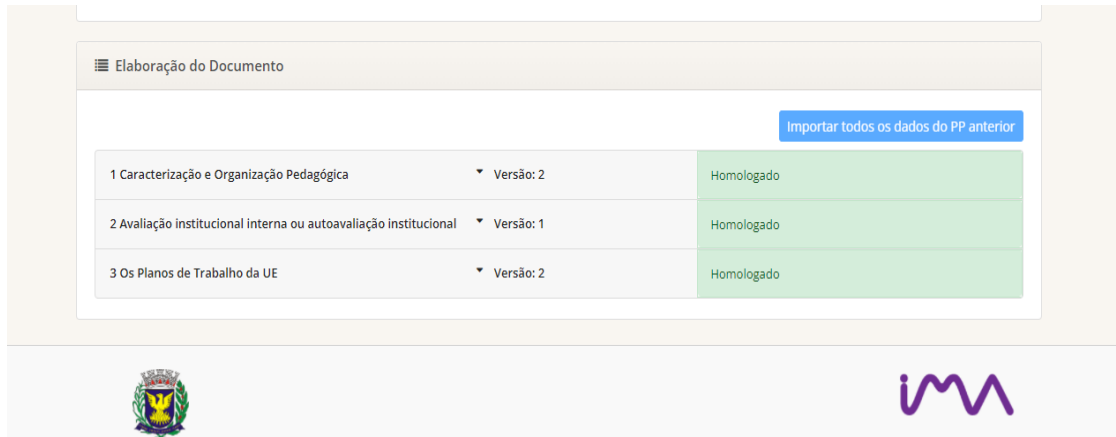 Elaboração do Documento
Importar todos os dados do PP anterior
1 Caracterização e Organização Pedagógica Versão: 2 Homologado
2 Avaliação institucional interna ou autoavaliação institucional Versão: 1 Homologado
3 Os Planos de Trabalho da UE Versão: 2 Homologado
ima